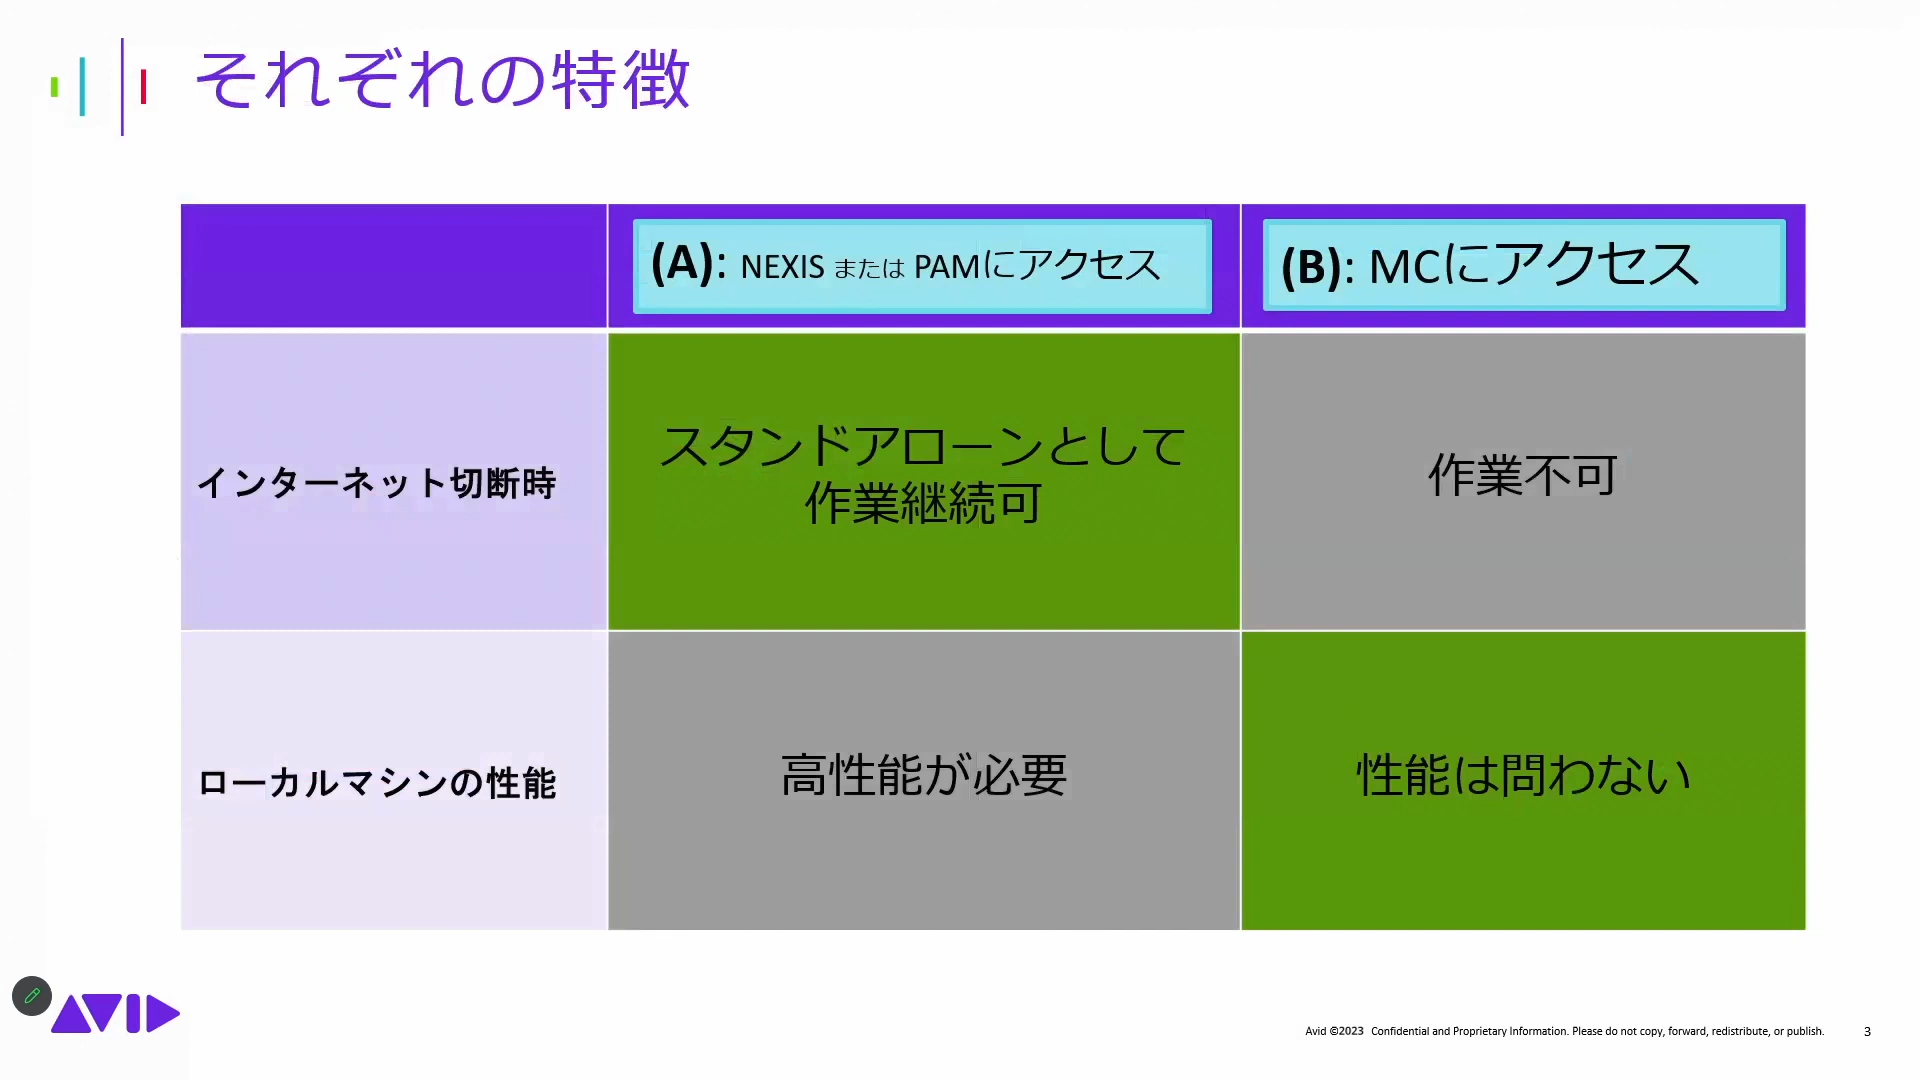 それぞれの特徴
(A): NEXIS または PAMにアクセス
(B): MCにアクセス
インターネット切断時
スタンドアローンとして
作業継続可
作業不可
ローカルマシンの性能
高性能が必要
性能は問わない
AVID
Avid ©2023 Confidential and Proprietary Information. Please do not copy, forward, redistribute, or publish.
3